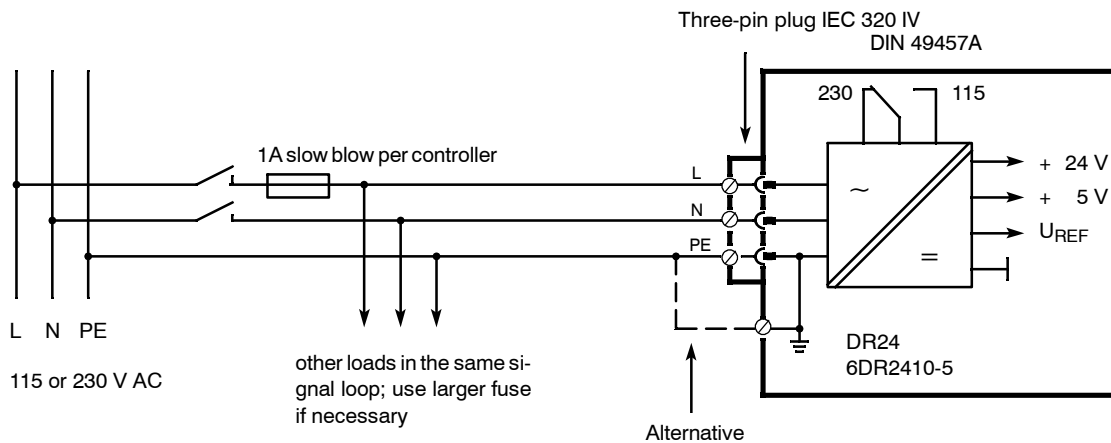 Three-pin plug IEC 320 IV
DIN 49457A
230
115
1A slow blow per controller
L
N
PE
~
=
+ 24 V
+ 5 V
UREF
L N PE
115 or 230 V AC
other loads in the same si-
gnal loop; use larger fuse
if necessary
Alternative
DR24
6DR2410-5